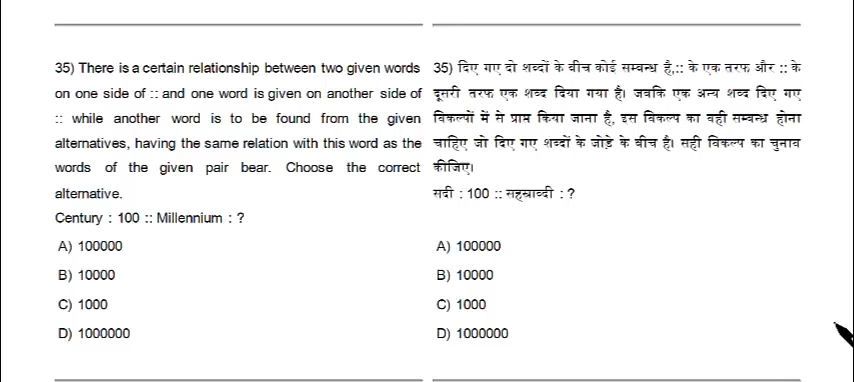 35) There is a certain relationship between two given words
on one side of :: and one word is given on another side of
:: while another word is to be found from the given
alternatives, having the same relation with this word as the
words of the given pair bear. Choose the correct
alternative.
Century : 100 :: Millennium : ?
A) 100000
B) 10000
C) 1000
D) 1000000
35) दिए गए दो शब्दों के बीच कोई सम्बन्ध है,:: के एक तरफ और :: के
दूसरी तरफ एक शब्द दिया गया है। जबकि एक अन्य शब्द दिए गए
विकल्पों में से प्राप्त किया जाना है, इस विकल्प का वही सम्बन्ध होना
चाहिए जो दिए गए शब्दों के जोड़े के बीच है। सही विकल्प का चुनाव
कीजिए।
सदी : 100 :: सहस्राब्दी : ?
A) 100000
B) 10000
C) 1000
D) 1000000